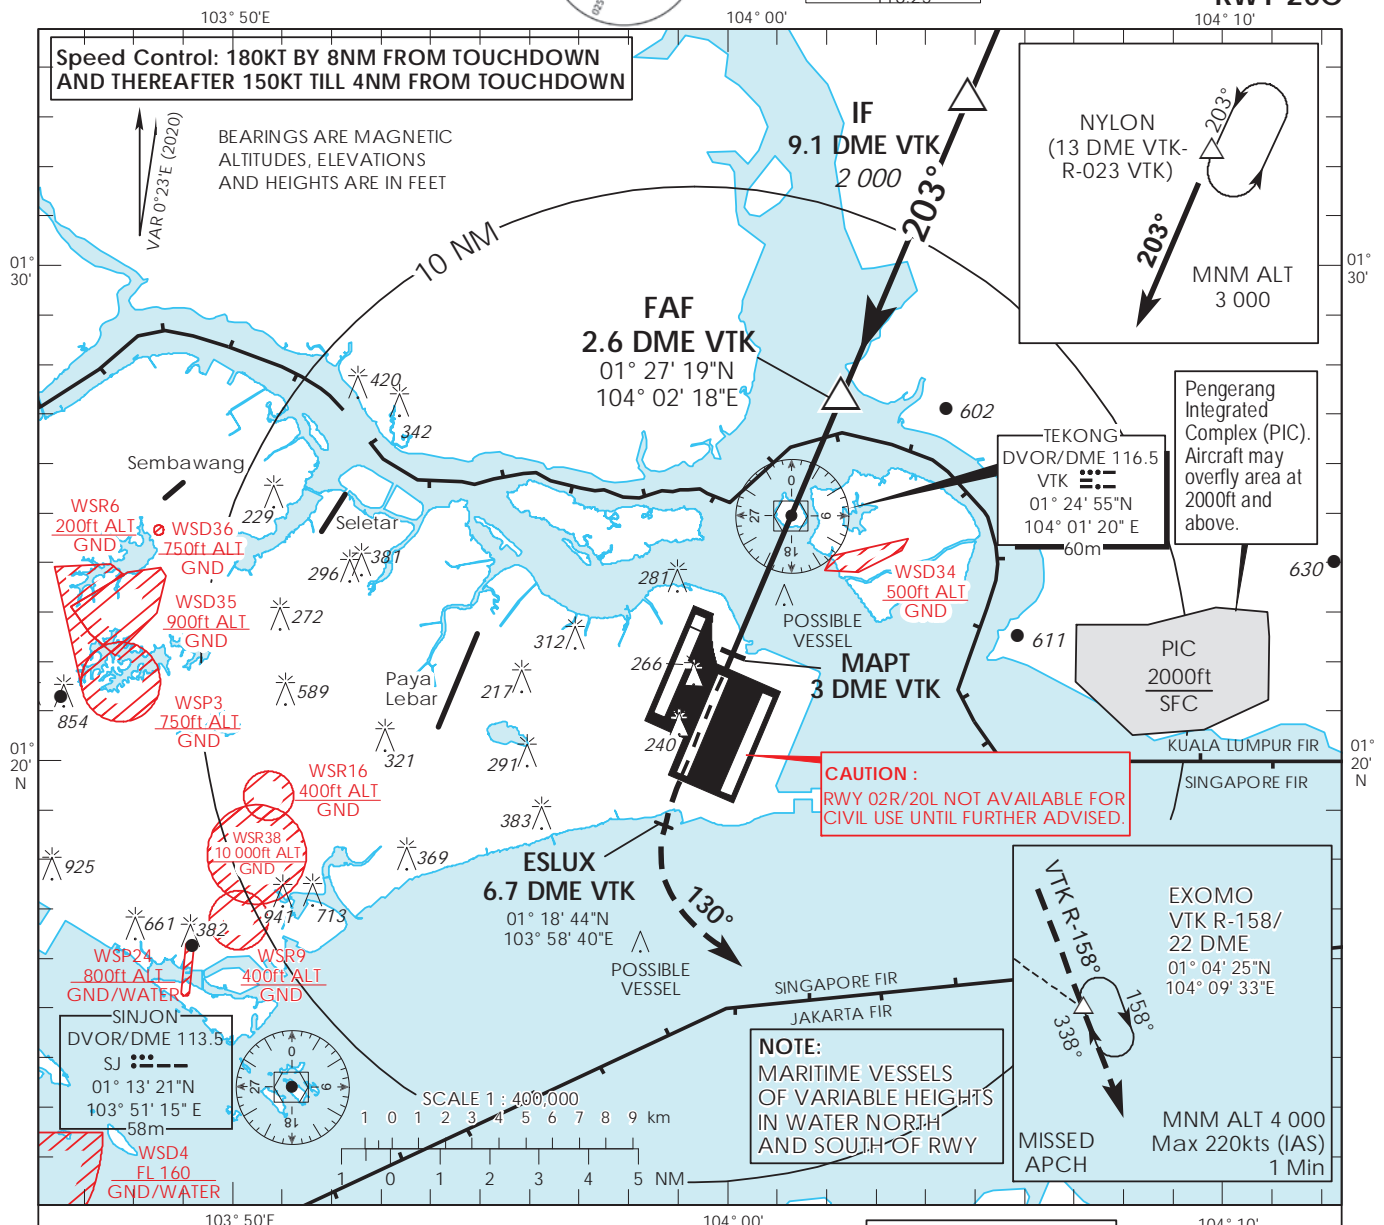 103° 50'E
104° 00'
104° 10'
Speed Control: 180KT BY 8NM FROM TOUCHDOWN
AND THEREAFTER 150KT TILL 4NM FROM TOUCHDOWN
VAR 0°23'E (2020)
BEARINGS ARE MAGNETIC
ALTITUDES, ELEVATIONS
AND HEIGHTS ARE IN FEET
IF
9.1 DME VTK
2 000
203°
10 NM
NYLON
(13 DME VTK-
R-023 VTK)
203°
203°
MNM ALT
3 000
01°
30'
01°
30'
FAF
2.6 DME VTK
01° 27' 19"N
104° 02' 18"E
420
342
602
Pengerang
Integrated
Complex (PIC).
Aircraft may
overfly area at
2000ft and
above.
TEKONG
DVOR/DME 116.5
VTK
01° 24' 55"N
104° 01' 20" E
60m
Sembawang
229
Seletar
WSR6
200ft ALT
GND
WSD36
750ft ALT
GND
296
381
281
0
9
18
27
WSD34
500ft ALT
GND
630
WSD35
900ft ALT
GND
272
312
POSSIBLE
VESSEL
611
266
MAPT
3 DME VTK
PIC
2000ft
SFC
Paya
Lebar
589
217
WSP3
750ft ALT
GND
854
240
321
291
KUALA LUMPUR FIR
SINGAPORE FIR
01°
20'
N
01°
20'
N
WSR16
400ft ALT
GND
CAUTION :
RWY 02R/20L NOT AVAILABLE FOR
CIVIL USE UNTIL FURTHER ADVISED.
383
WSR38
10 000ft ALT
GND
369
925
ESLUX
6.7 DME VTK
01° 18' 44"N
103° 58' 40"E
130°
941
713
661
382
WSP24
800ft ALT
GND/WATER
WSR9
400ft ALT
GND
POSSIBLE
VESSEL
SINGAPORE FIR
JAKARTA FIR
VTK R-158°
EXOMO
VTK R-158/
22 DME
01° 04' 25"N
104° 09' 33"E
158°
338°
MNM ALT 4 000
Max 220kts (IAS)
1 Min
MISSED
APCH
SINJON
DVOR/DME 113.5
SJ
01° 13' 21"N
103° 51' 15" E
58m
0
9
18
27
NOTE:
MARITIME VESSELS
OF VARIABLE HEIGHTS
IN WATER NORTH
AND SOUTH OF RWY
SCALE 1 : 400,000
1 0 1 2 3 4 5 6 7 8 9 km
1 0 1 2 3 4 5 NM
WSD4
FL 160
GND/WATER
103° 50'E
104° 00'
104° 10'